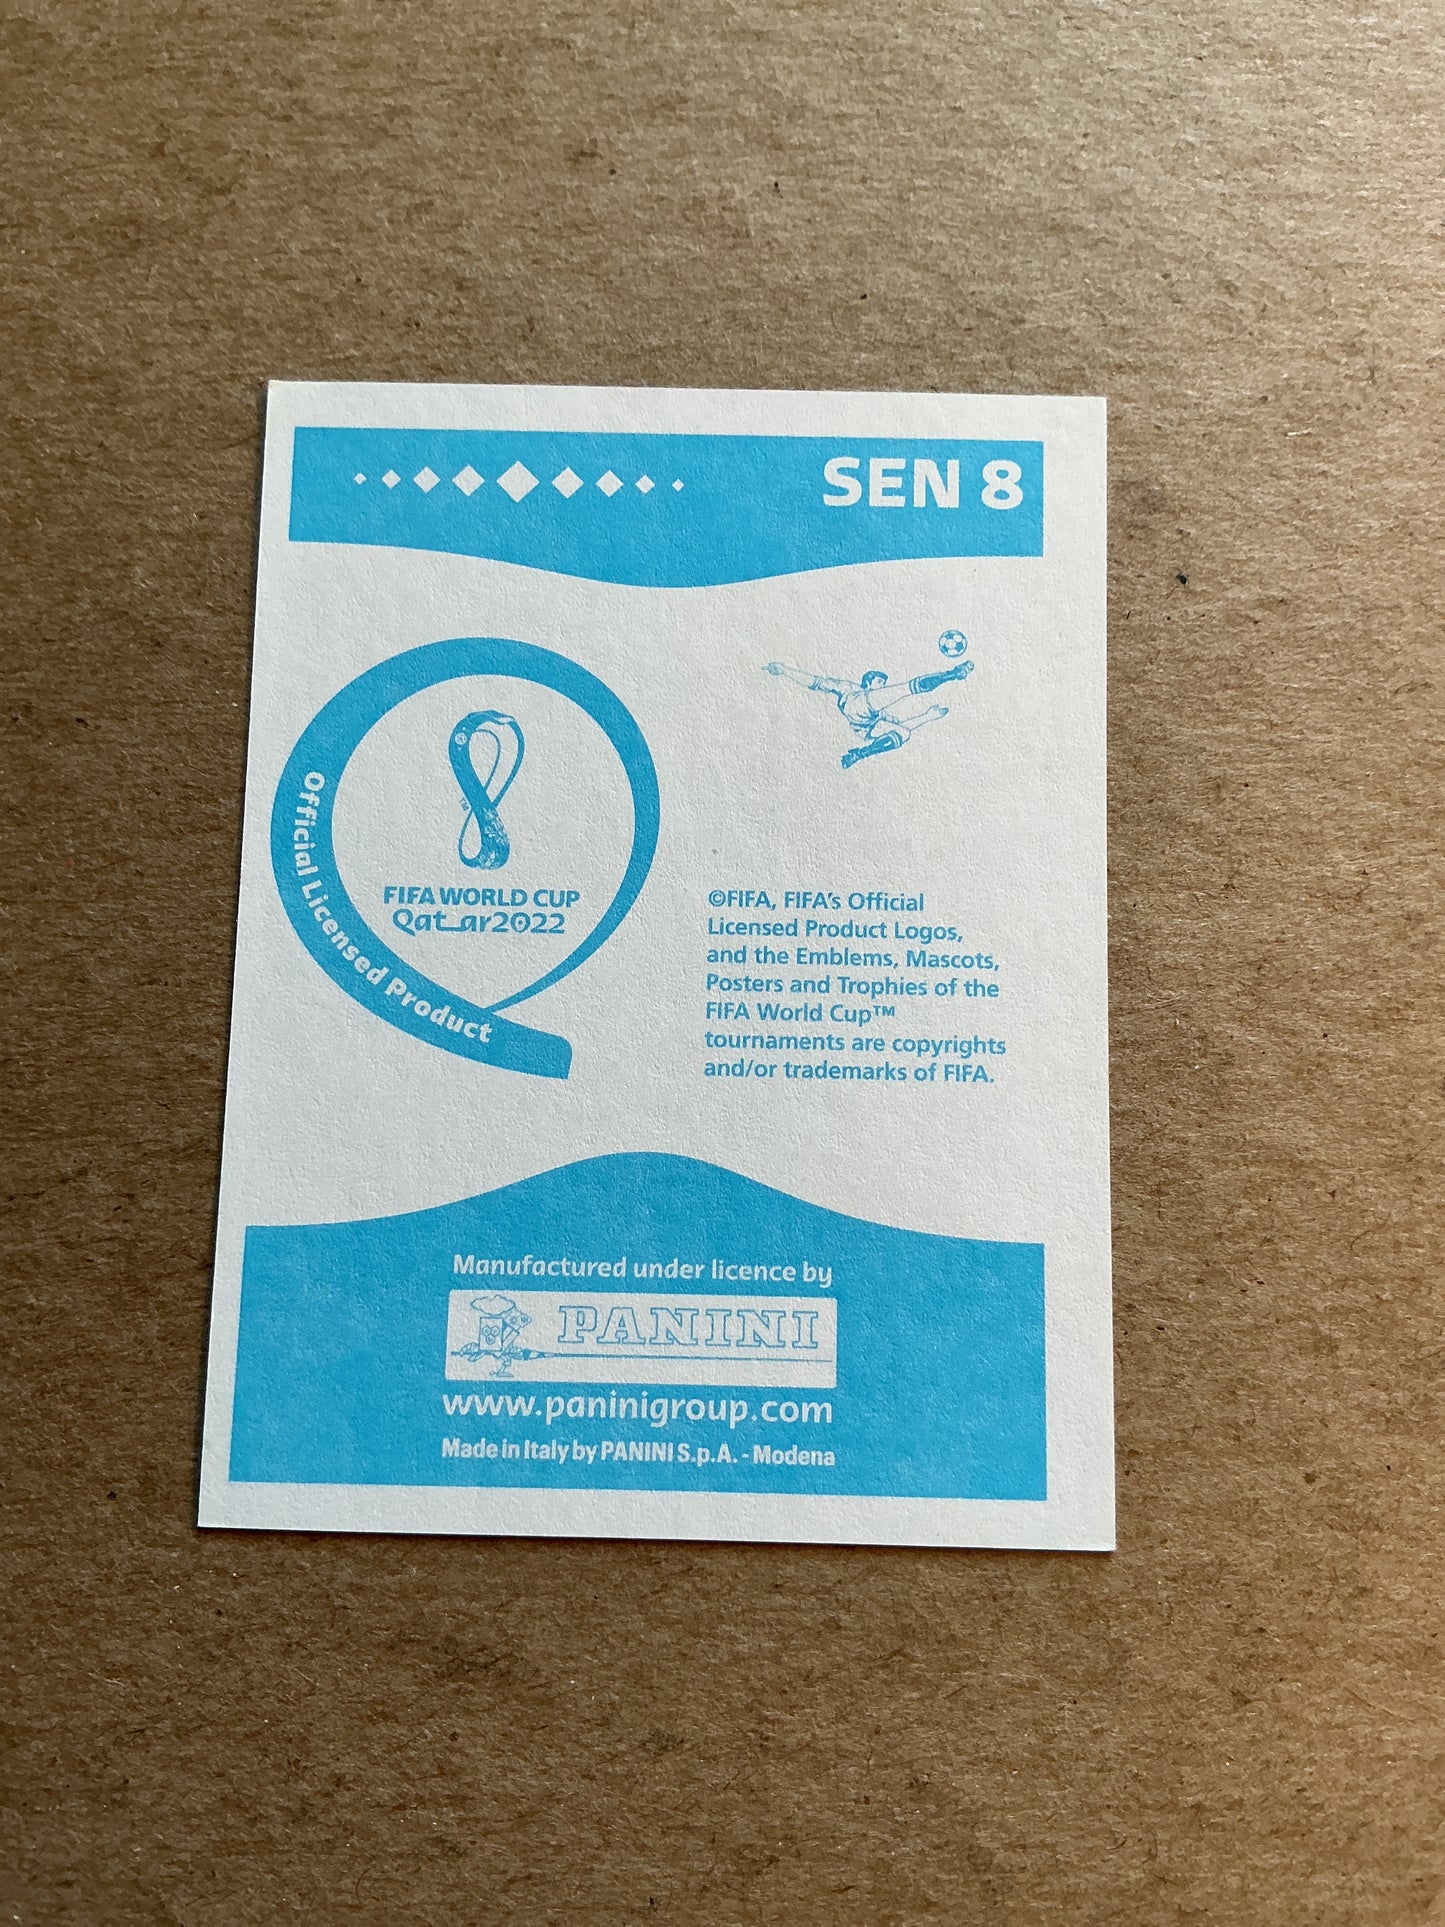 SEN 8
Official Licensed Product
TM
FIFA WORLD CUP
Qatar2022
©FIFA, FIFA's Official
Licensed Product Logos,
and the Emblems, Mascots,
Posters and Trophies of the
FIFA World Cup™
tournaments are copyrights
and/or trademarks of FIFA.
Manufactured under licence by
PANINI
www.paninigroup.com
Made in Italy by PANINI S.p.A. - Modena